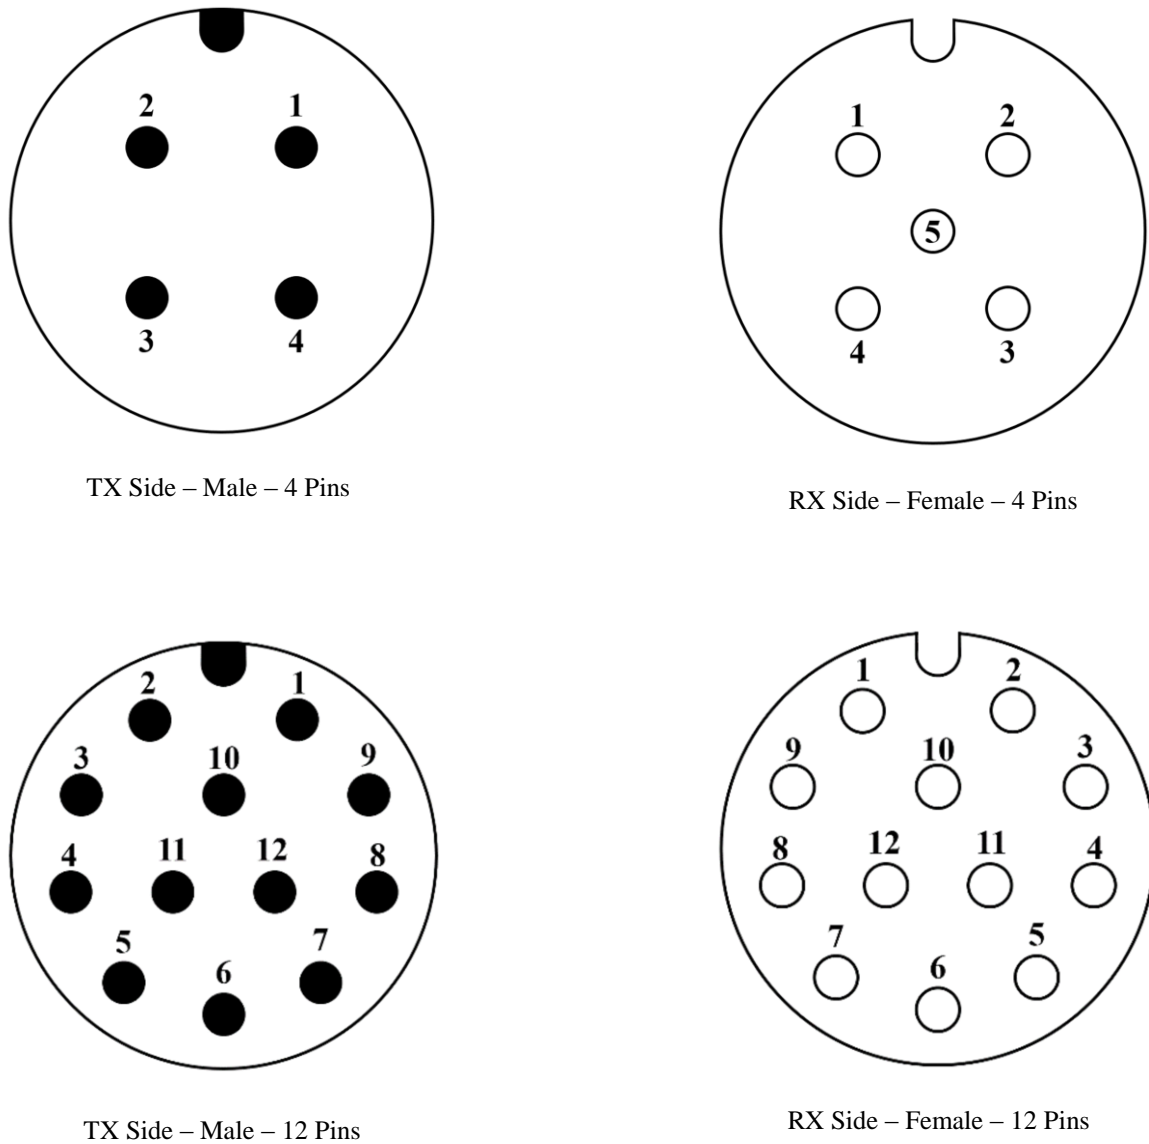 2 1
3 4
TX Side – Male – 4 Pins
1 2
5
4 3
RX Side – Female – 4 Pins
2 1
3 10 9
4 11 12 8
5 6 7
TX Side – Male – 12 Pins
1 2
9 10 3
8 12 11 4
7 6 5
RX Side – Female – 12 Pins